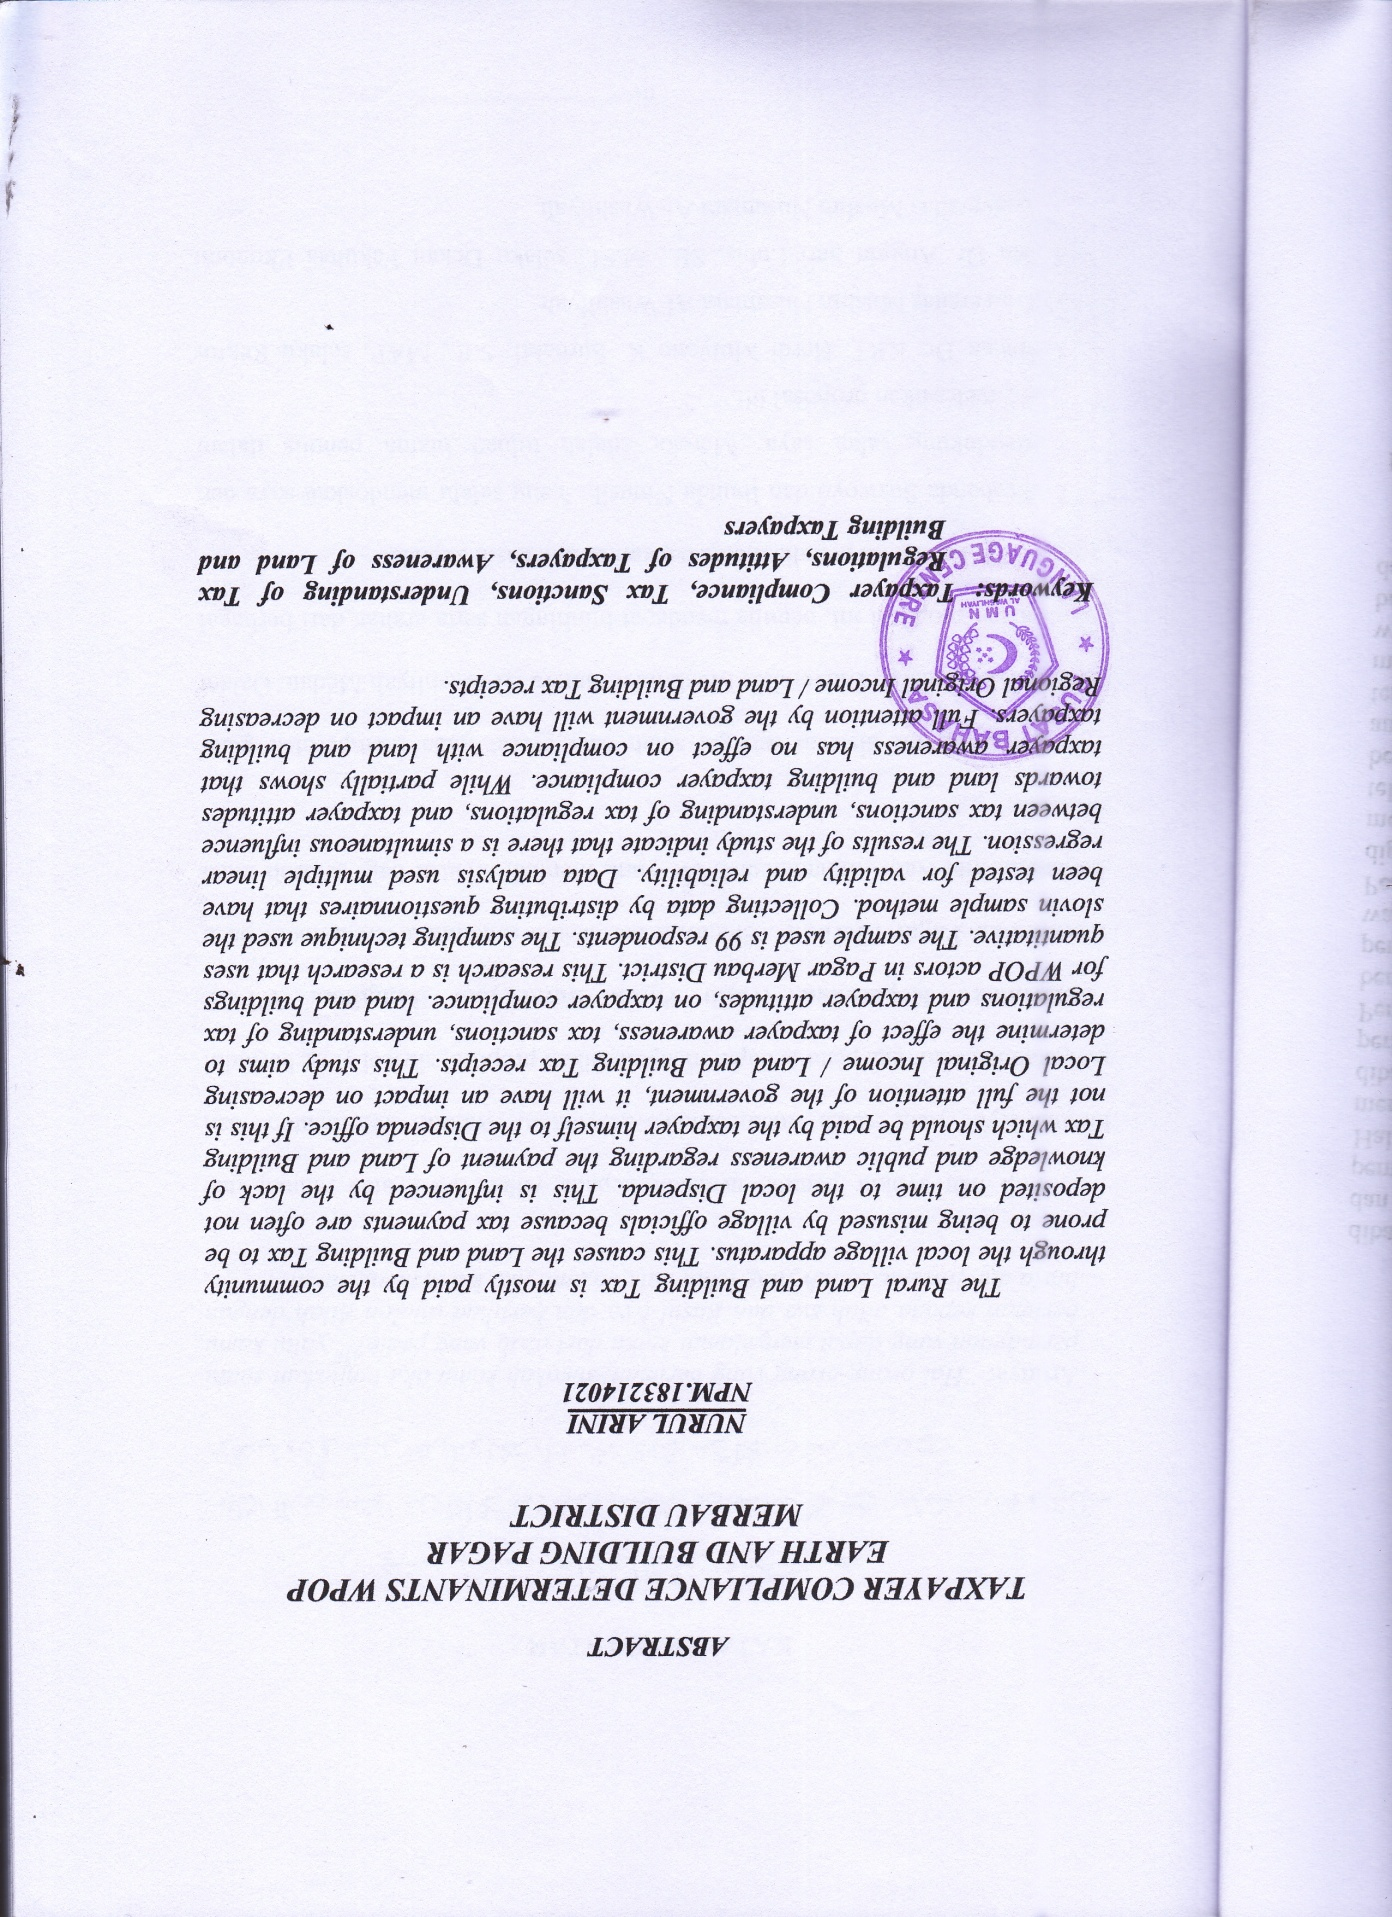 ABSTRACT
TAXPAYER COMPLIANCE DETERMINANTS WPOP
EARTH AND BUILDING PAGAR
MERBAU DISTRICT
NURUL ARINI
NPM.183214021
The Rural Land and Building Tax is mostly paid by the community
through the local village apparatus. This causes the Land and Building Tax to be
prone to being misused by village officials because tax payments are often not
deposited on time to the local Dispenda. This is influenced by the lack of
knowledge and public awareness regarding the payment of Land and Building
Tax which should be paid by the taxpayer himself to the Dispenda office. If this is
not the full attention of the government, it will have an impact on decreasing
Local Original Income / Land and Building Tax receipts. This study aims to
determine the effect of taxpayer awareness, tax sanctions, understanding of tax
regulations and taxpayer attitudes, on taxpayer compliance. land and buildings
for WPOP actors in Pagar Merbau District. This research is a research that uses
quantitative. The sample used is 99 respondents. The sampling technique used the
slovin sample method. Collecting data by distributing questionnaires that have
been tested for validity and reliability. Data analysis used multiple linear
regression. The results of the study indicate that there is a simultaneous influence
between tax sanctions, understanding of tax regulations, and taxpayer attitudes
towards land and building taxpayer compliance. While partially shows that
taxpayer awareness has no effect on compliance with land and building
taxpayers. Full attention by the government will have an impact on decreasing
Regional Original Income / Land and Building Tax receipts.
Keywords: Taxpayer Compliance, Tax Sanctions, Understanding of Tax
Regulations, Attitudes of Taxpayers, Awareness of Land and
Building Taxpayers
PUSAT BAHASA
UMN
AL WASHLIYAH
LANGUAGE CENTRE